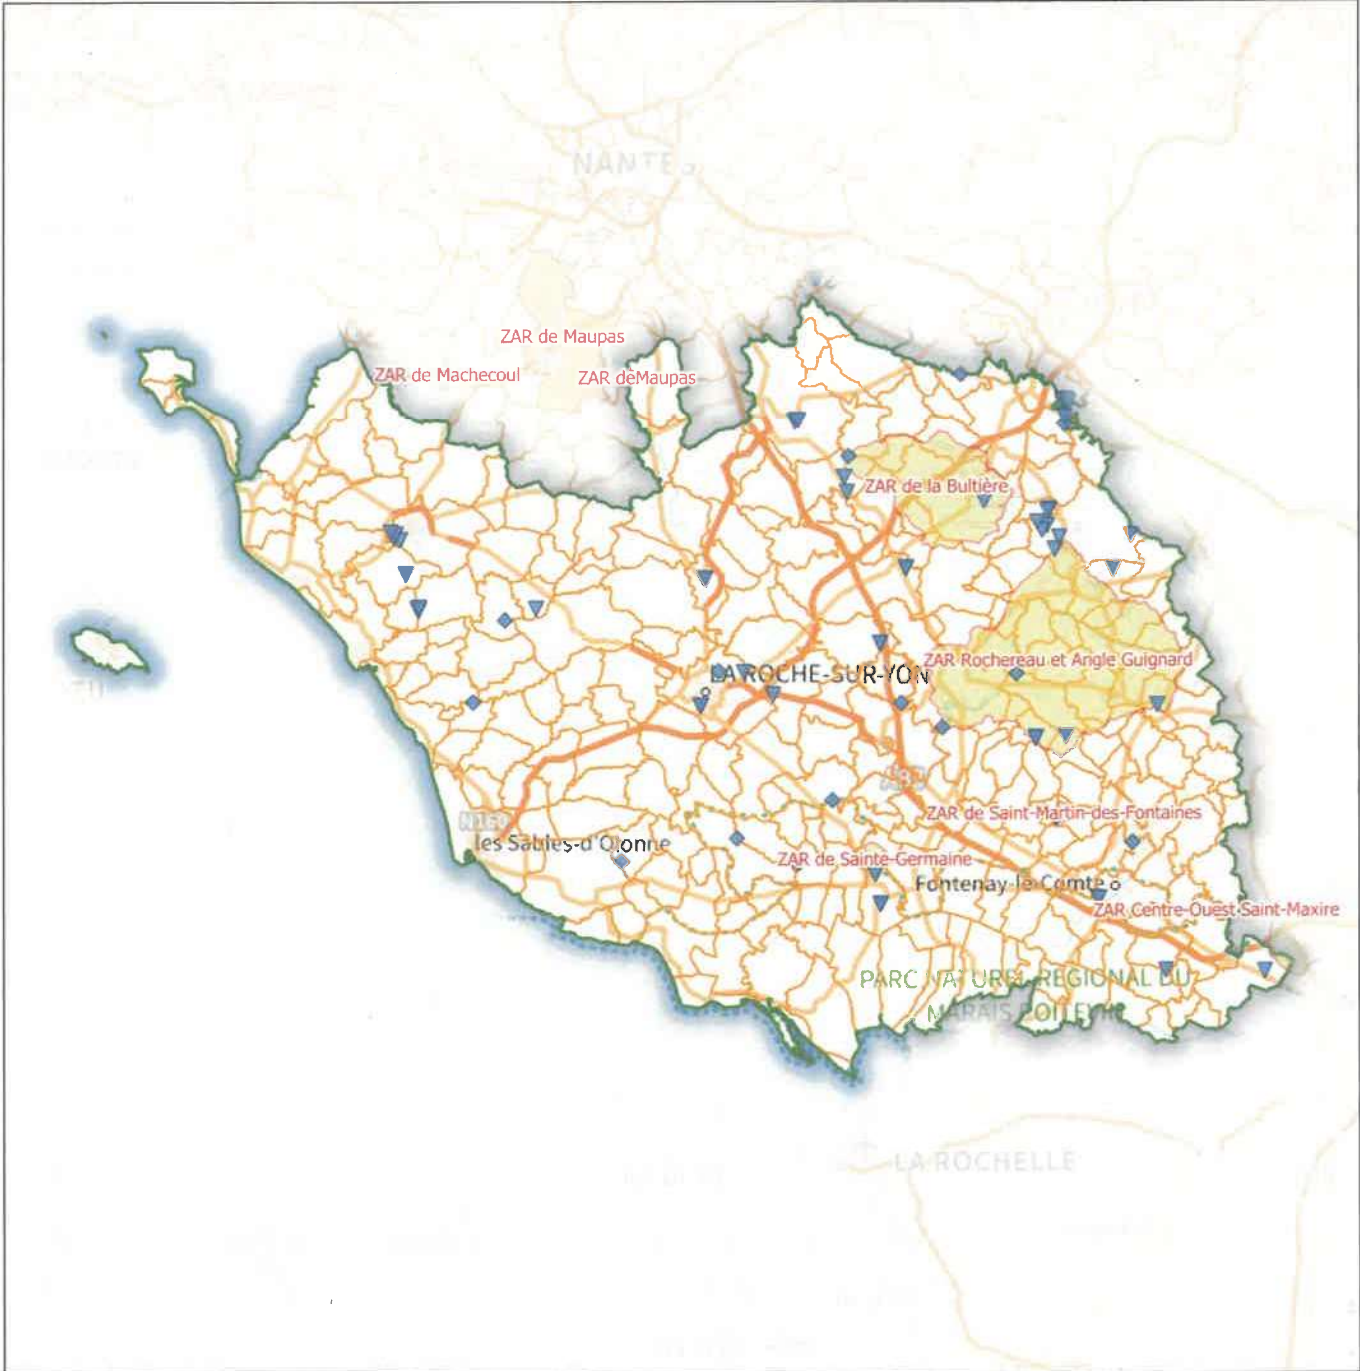 NANTES
ZAR de Maupas
ZAR de Machecoul
ZAR deMaupas
ZAR de la Bultière
ZAR Rochereau et Angle Guignard
LA ROCHE-SUR-YON
A83
ZAR de Saint-Martin-des-Fontaines
N160
les Sables-d'Olonne
ZAR de Sainte-Germaine
Fontenay-le-Comte
ZAR Centre-Ouest Saint-Maxire
PARC NATUREL REGIONAL DU
MARAIS POITEVIN
LA ROCHELLE